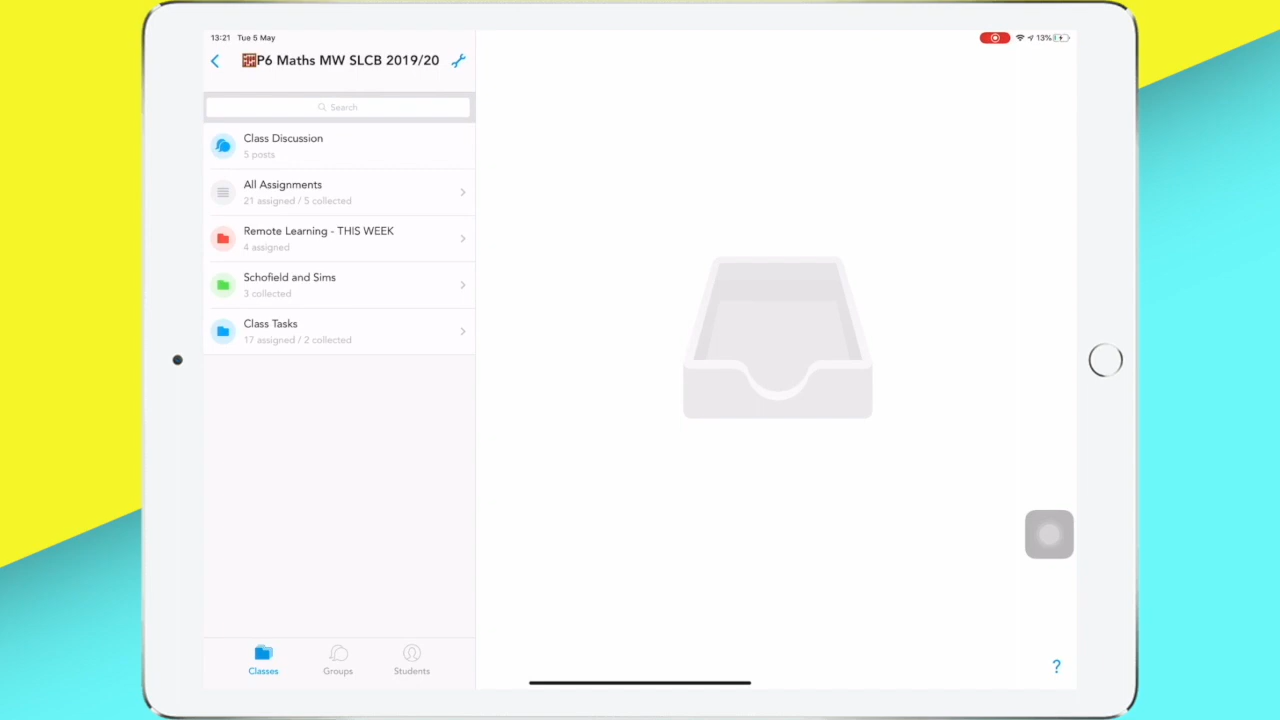 13:21 Tue 5 May
13%
P6 Maths MW SLCB 2019/20
Search
Class Discussion
5 posts
All Assignments
21 assigned / 5 collected
Remote Learning - THIS WEEK
4 assigned
Schofield and Sims
3 collected
Class Tasks
17 assigned / 2 collected
Classes
Groups
Students
?